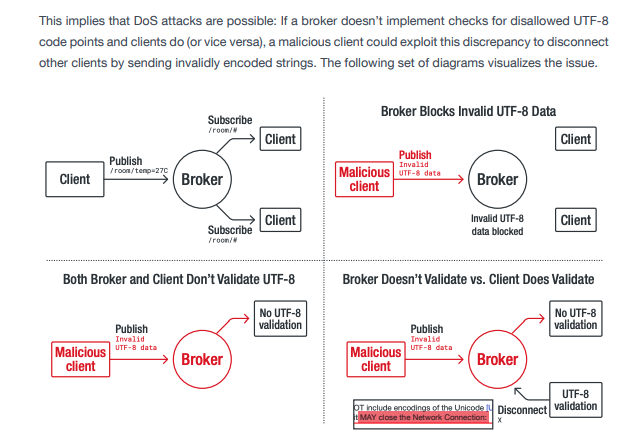 This implies that DoS attacks are possible: If a broker doesn't implement checks for disallowed UTF-8
code points and clients do (or vice versa), a malicious client could exploit this discrepancy to disconnect
other clients by sending invalidly encoded strings. The following set of diagrams visualizes the issue.
Subscribe
/room/#
Client
Publish
/room/temp=27C
Client
Broker
Client
Subscribe
/room/#
Broker Blocks Invalid UTF-8 Data
Client
Publish
Invalid
UTF-8 data
Malicious
client
Broker
Invalid UTF-8
data blocked
Client
Both Broker and Client Don't Validate UTF-8
No UTF-8
validation
Publish
Invalid
UTF-8 data
Malicious
client
Broker
Broker Doesn't Validate vs. Client Does Validate
No UTF-8
validation
Publish
Invalid
UTF-8 data
Malicious
client
Broker
UTF-8
validation
Disconnect
X
OT include encodings of the Unicode [U
it MAY close the Network Connection: